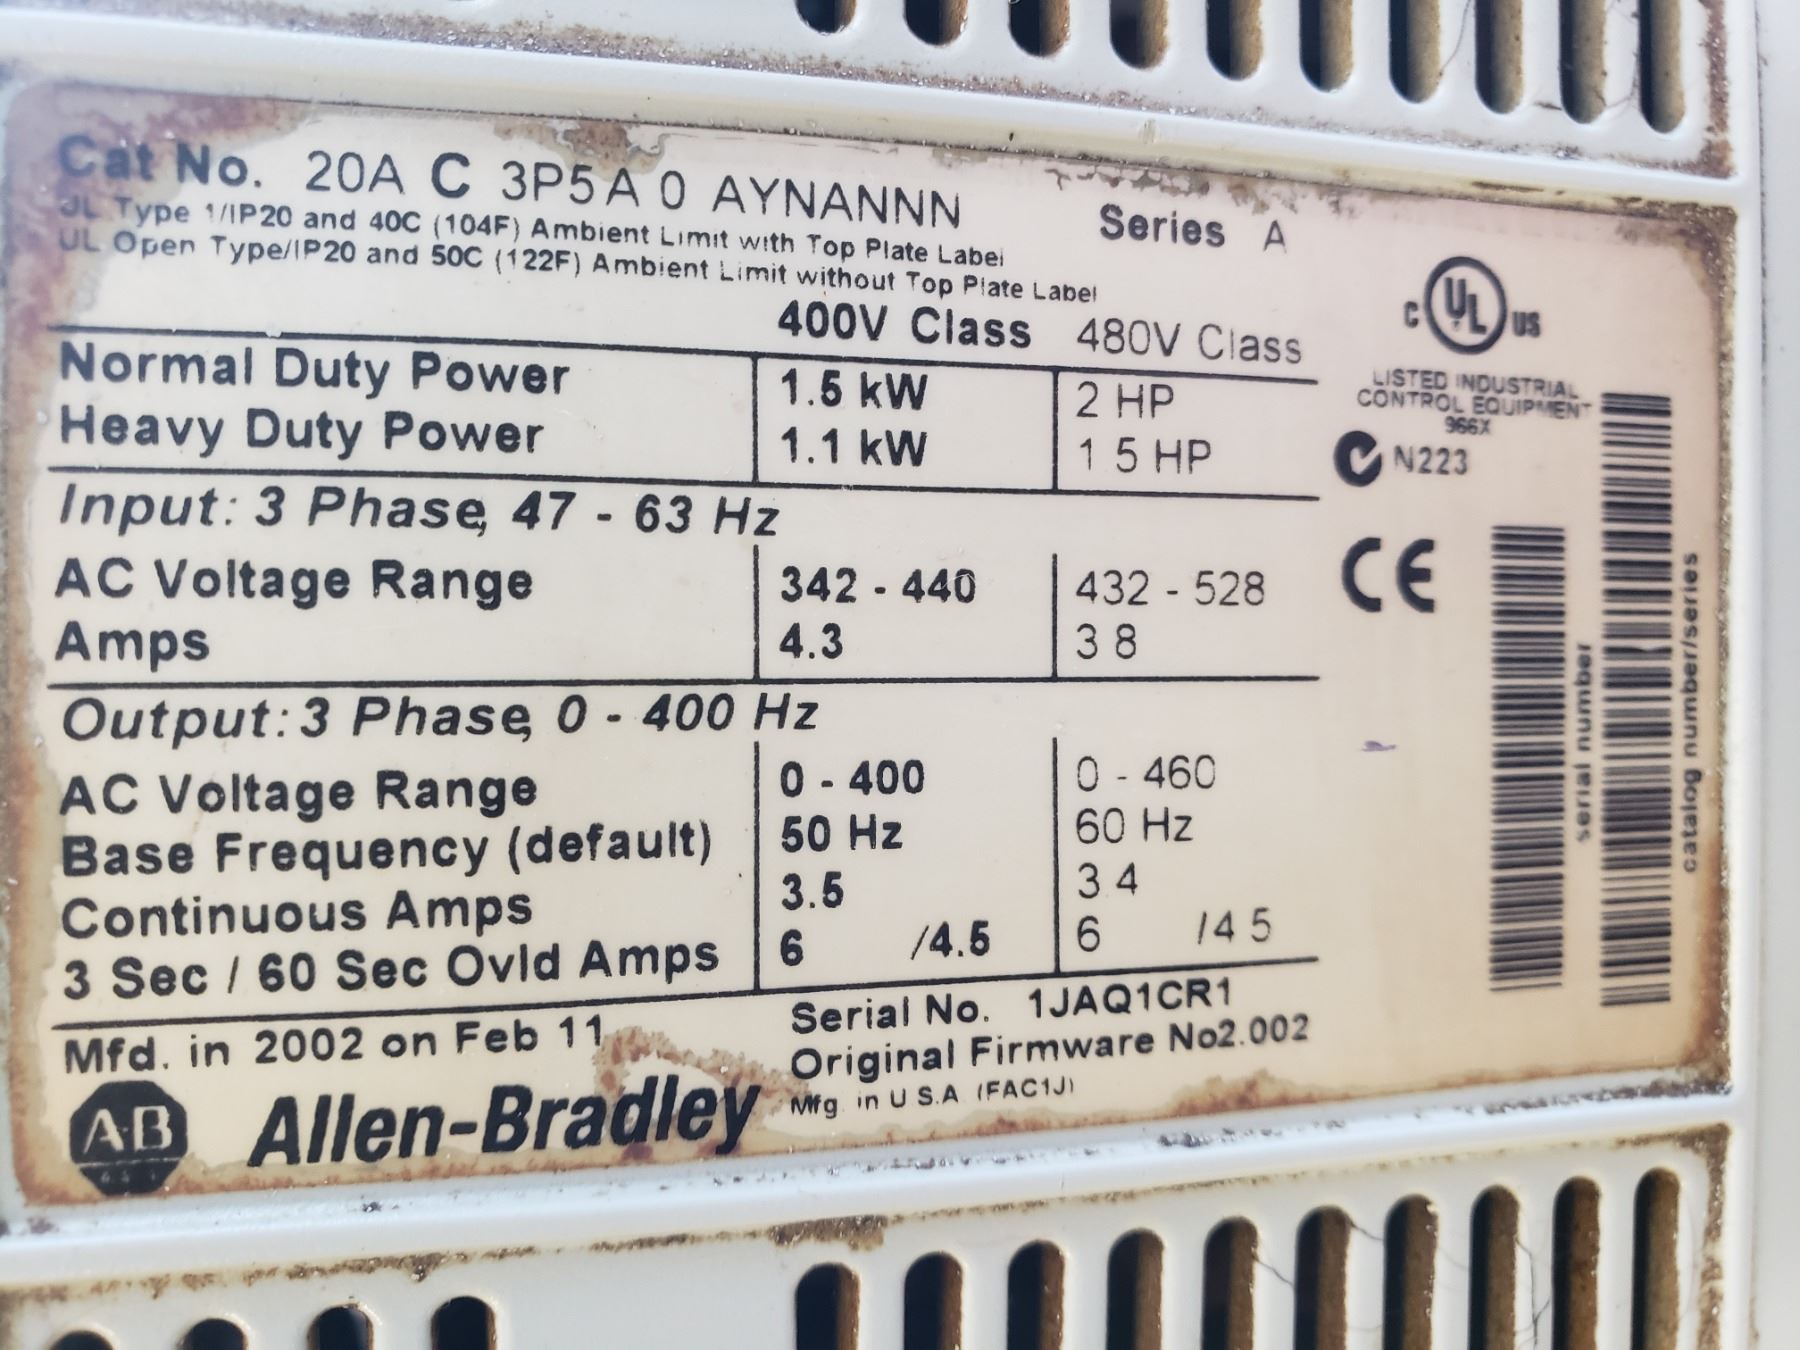 Cat No. 20A C 3P5 A 0 AYNANNN Series A
UL Type 1/IP20 and 40C (104F) Ambient Limit with Top Plate Label
UL Open Type/IP20 and 50C (122F) Ambient Limit without Top Plate Label
400V Class 480V Class
Normal Duty Power 1.5 kW 2 HP
Heavy Duty Power 1.1 kW 1 5 HP
Input: 3 Phase, 47 - 63 Hz
AC Voltage Range 342 - 440 432 - 528
Amps 4.3 3 8
Output: 3 Phase, 0 - 400 Hz
AC Voltage Range 0 - 400 0 - 460
Base Frequency (default) 50 Hz 60 Hz
Continuous Amps 3.5 3 4
3 Sec / 60 Sec Ovld Amps 6 /4.5 6 /4 5
Mfd. in 2002 on Feb 11
Serial No. 1JAQ1CR1
Original Firmware No2.002
Mfg in U S.A (FAC1J)
A-B Allen-Bradley
C UL US
LISTED INDUSTRIAL
CONTROL EQUIPMENT
966X
N223
CE
serial number
catalog number/series